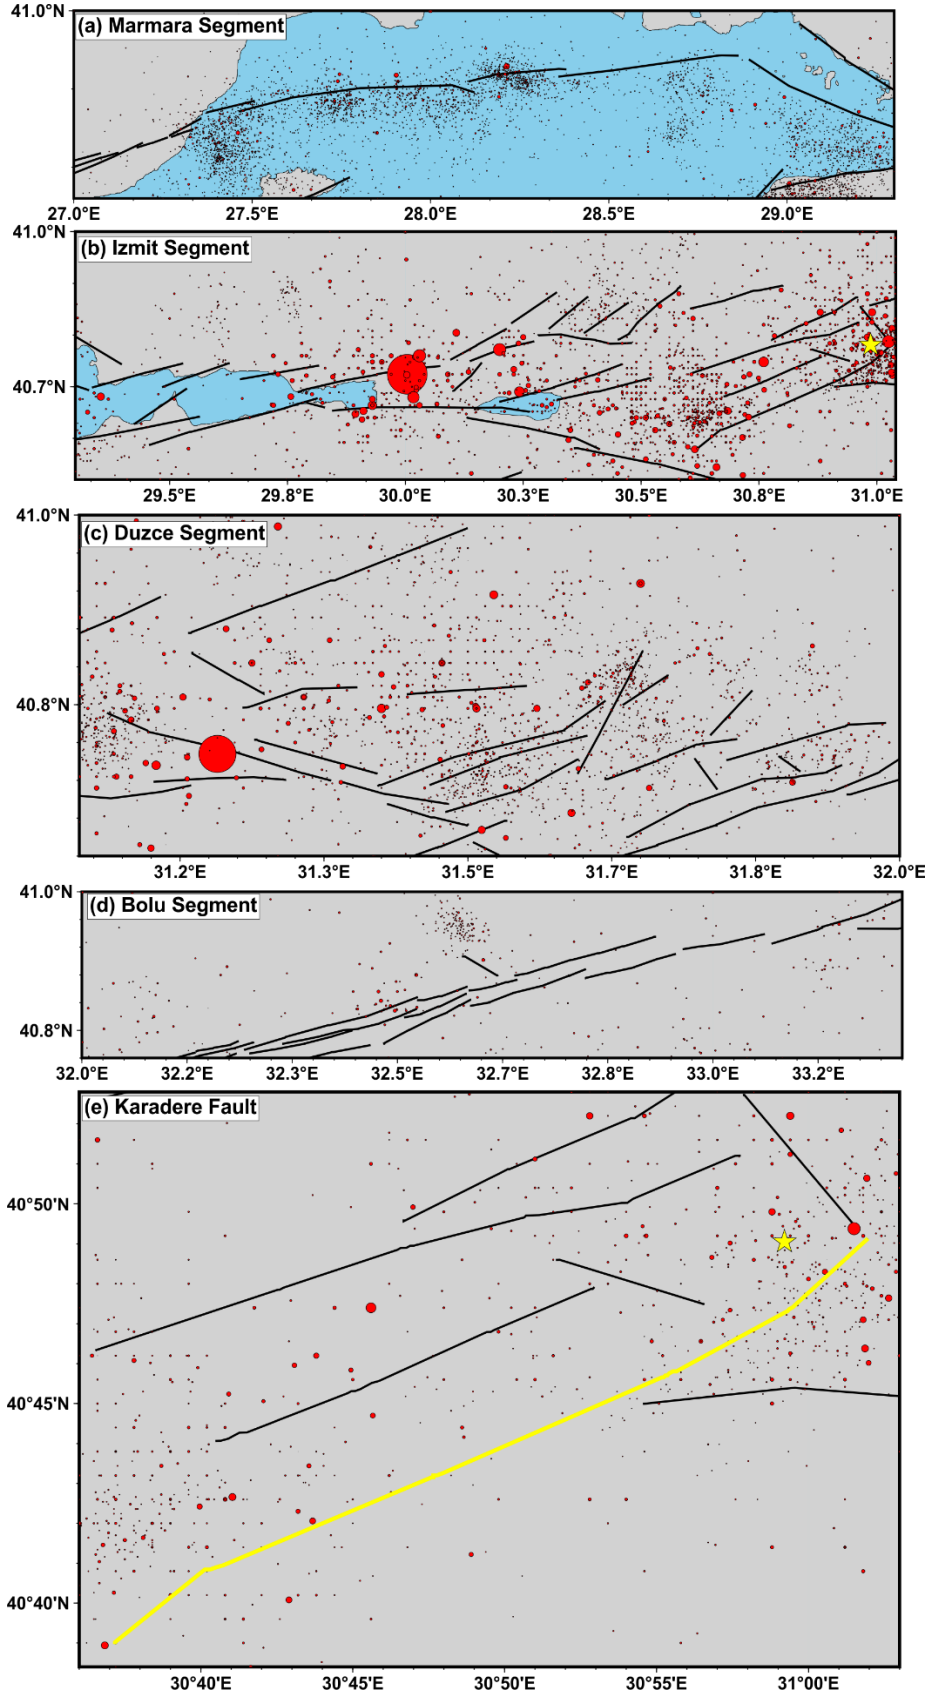 41.0°N
(a) Marmara Segment
27.0°E 27.5°E 28.0°E 28.5°E 29.0°E
41.0°N
(b) Izmit Segment
40.7°N
29.5°E 29.8°E 30.0°E 30.3°E 30.5°E 30.8°E 31.0°E
41.0°N
(c) Duzce Segment
40.8°N
31.2°E 31.3°E 31.5°E 31.7°E 31.8°E 32.0°E
41.0°N
(d) Bolu Segment
40.8°N
32.0°E 32.2°E 32.3°E 32.5°E 32.7°E 32.8°E 33.0°E 33.2°E
(e) Karadere Fault
40°50'N
40°45'N
40°40'N
30°40'E 30°45'E 30°50'E 30°55'E 31°00'E